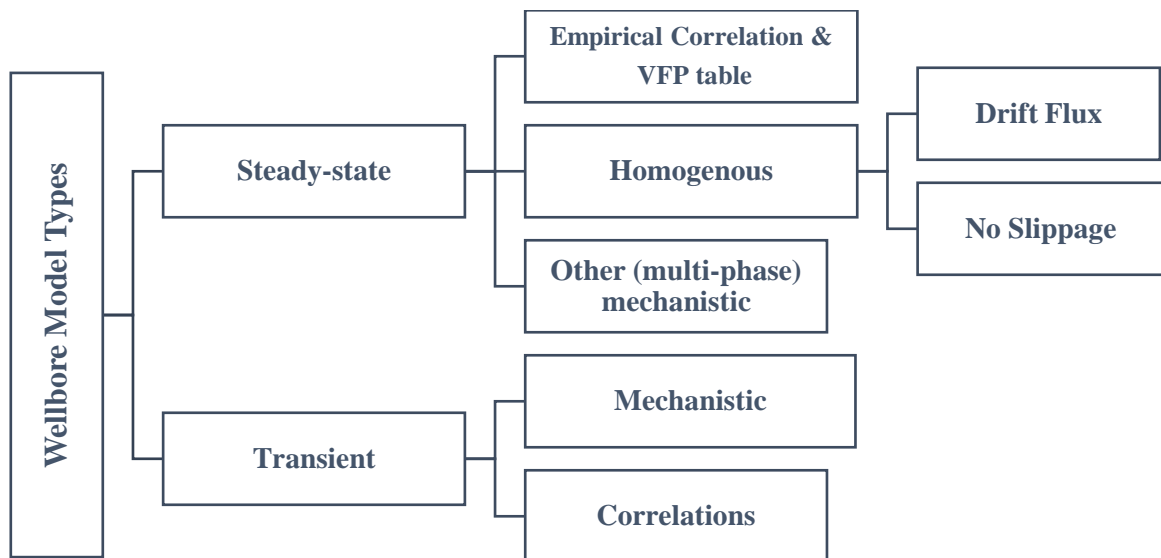 Wellbore Model Types
Steady-state
Empirical Correlation &
VFP table
Homogenous
Drift Flux
No Slippage
Other (multi-phase)
mechanistic
Transient
Mechanistic
Correlations